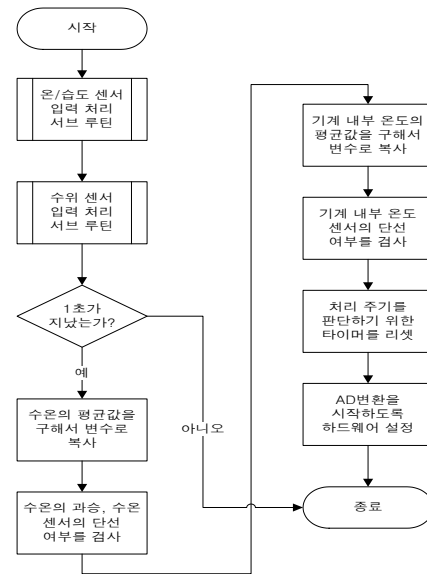 시작
온/습도 센서
입력 처리
서브 루틴
수위 센서
입력 처리
서브 루틴
1초가
지났는가?
예
아니오
수온의 평균값을
구해서 변수로
복사
수온의 과승, 수온
센서의 단선
여부를 검사
기계 내부 온도의
평균값을 구해서
변수로 복사
기계 내부 온도
센서의 단선
여부를 검사
처리 주기를
판단하기 위한
타이머를 리셋
AD변환을
시작하도록
하드웨어 설정
종료